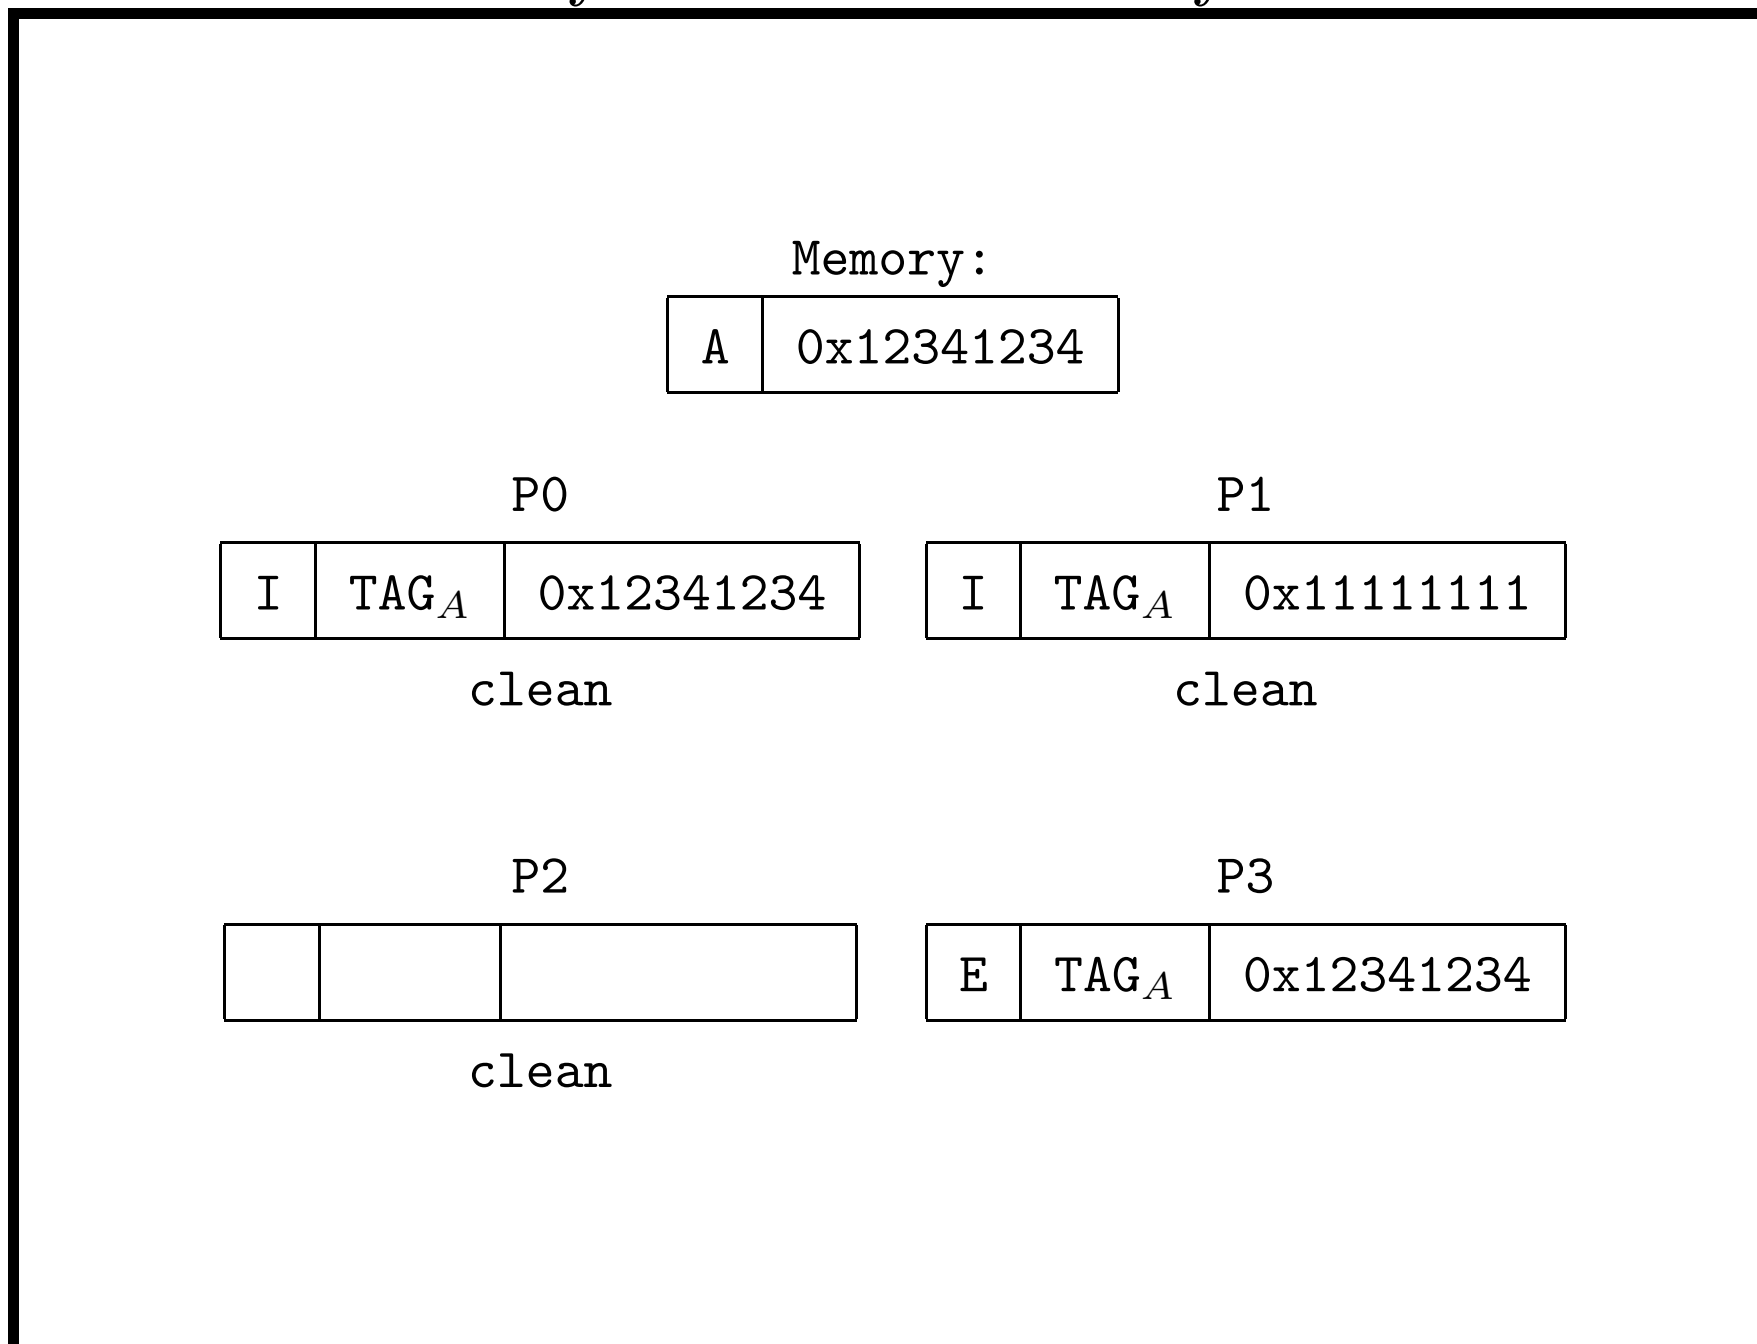 Memory:
A 0x12341234
P0 P1
I TAG_A 0x12341234 I TAG_A 0x11111111
clean clean
P2 P3
E TAG_A 0x12341234
clean